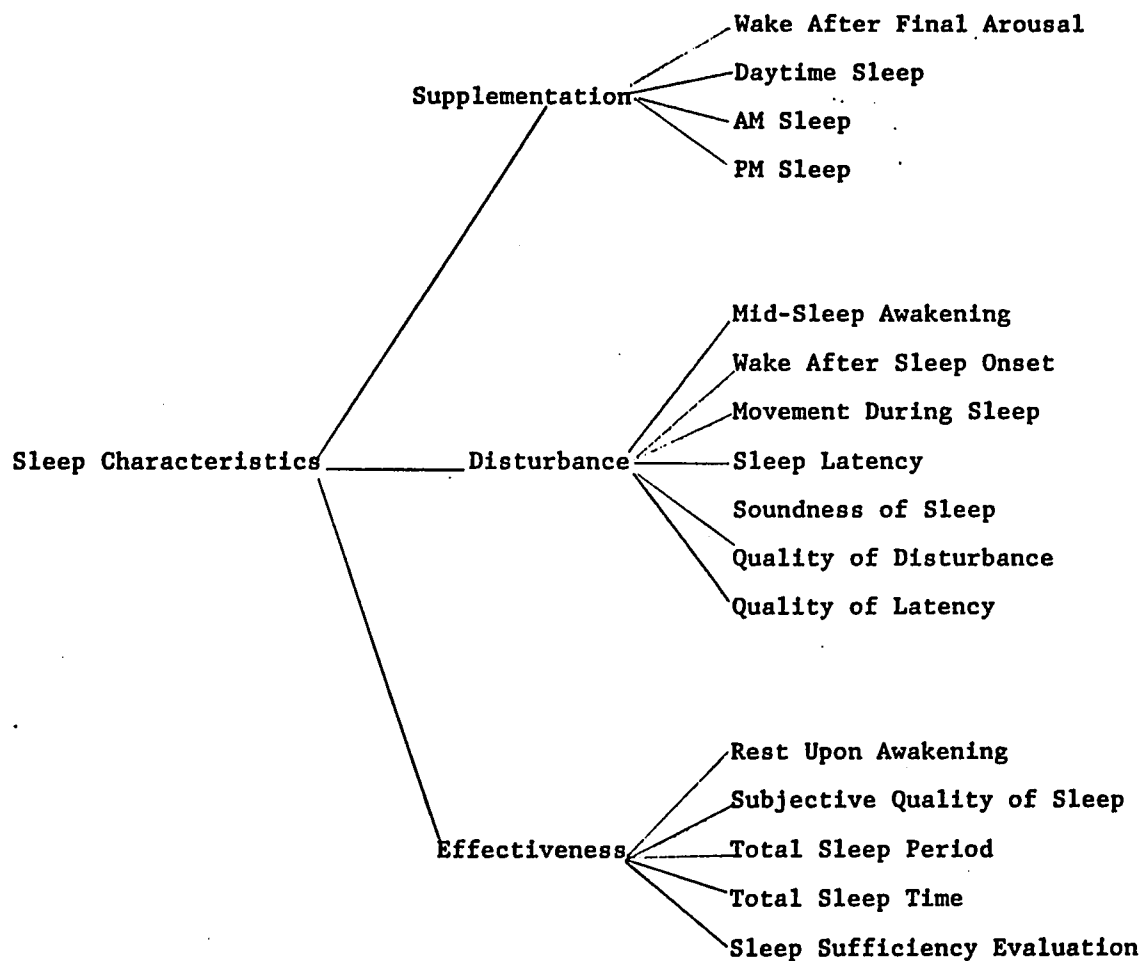 Wake After Final Arousal
Daytime Sleep
Supplementation
AM Sleep
PM Sleep
Mid-Sleep Awakening
Wake After Sleep Onset
Movement During Sleep
Sleep Characteristics
Disturbance
Sleep Latency
Soundness of Sleep
Quality of Disturbance
Quality of Latency
Rest Upon Awakening
Subjective Quality of Sleep
Effectiveness
Total Sleep Period
Total Sleep Time
Sleep Sufficiency Evaluation